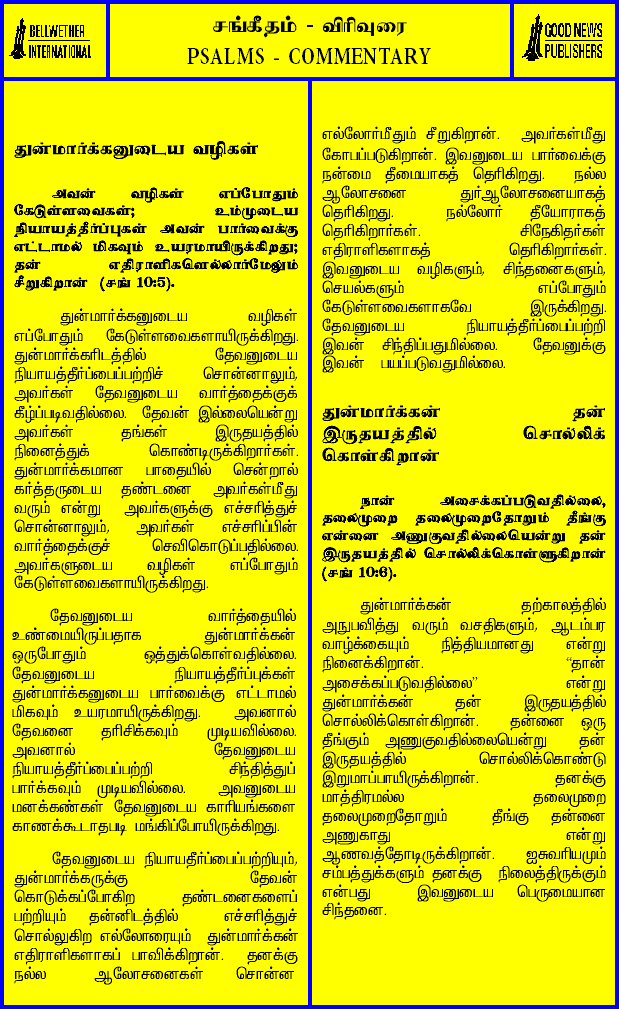 BELLWETHER
INTERNATIONAL
சங்கீதம் - விரிவுரை
PSALMS - COMMENTARY
GOOD NEWS
PUBLISHERS
துன்மார்க்கனுடைய வழிகள்
அவன் வழிகள் எப்போதும்
கேடுள்ளவைகள்; உம்முடைய
நியாயத்தீர்ப்புகள் அவன் பார்வைக்கு
எட்டாமல் மிகவும் உயரமாயிருக்கிறது;
தன் எதிராளிகளெல்லார்மேலும்
சீறுகிறான் (சங் 10:5).
துன்மார்க்கனுடைய வழிகள்
எப்போதும் கேடுள்ளவைகளாயிருக்கிறது.
துன்மார்க்கரிடத்தில் தேவனுடைய
நியாயத்தீர்ப்பைப்பற்றிச் சொன்னாலும்,
அவர்கள் தேவனுடைய வார்த்தைக்குக்
கீழ்ப்படிவதில்லை. தேவன் இல்லையென்று
அவர்கள் தங்கள் இருதயத்தில்
நினைத்துக் கொண்டிருக்கிறார்கள்.
துன்மார்க்கமான பாதையில் சென்றால்
கர்த்தருடைய தண்டனை அவர்கள்மீது
வரும் என்று அவர்களுக்கு எச்சரித்துச்
சொன்னாலும், அவர்கள் எச்சரிப்பின்
வார்த்தைக்குச் செவிகொடுப்பதில்லை.
அவர்களுடைய வழிகள் எப்போதும்
கேடுள்ளவைகளாயிருக்கிறது.
தேவனுடைய வார்த்தையில்
உண்மையிருப்பதாக துன்மார்க்கன்
ஒருபோதும் ஒத்துக்கொள்வதில்லை.
தேவனுடைய நியாயத்தீர்ப்புக்கள்
துன்மார்க்கனுடைய பார்வைக்கு எட்டாமல்
மிகவும் உயரமாயிருக்கிறது. அவனால்
தேவனை தரிசிக்கவும் முடியவில்லை.
அவனால் தேவனுடைய
நியாயத்தீர்ப்பைப்பற்றி சிந்தித்துப்
பார்க்கவும் முடியவில்லை. அவனுடைய
மனக்கண்கள் தேவனுடைய காரியங்களை
காணக்கூடாதபடி மங்கிப்போயிருக்கிறது.
தேவனுடைய நியாயதீர்ப்பைப்பற்றியும்,
துன்மார்க்கருக்கு தேவன்
கொடுக்கப்போகிற தண்டனைகளைப்
பற்றியும் தன்னிடத்தில் எச்சரித்துச்
சொல்லுகிற எல்லோரையும் துன்மார்க்கன்
எதிராளிகளாகப் பாவிக்கிறான். தனக்கு
நல்ல ஆலோசனைகள் சொன்ன
எல்லோர்மீதும் சீறுகிறான். அவர்கள்மீது
கோபப்படுகிறான். இவனுடைய பார்வைக்கு
நன்மை தீமையாகத் தெரிகிறது. நல்ல
ஆலோசனை துர்ஆலோசனையாகத்
தெரிகிறது. நல்லோர் தீயோராகத்
தெரிகிறார்கள். சிநேகிதர்கள்
எதிராளிகளாகத் தெரிகிறார்கள்.
இவனுடைய வழிகளும், சிந்தனைகளும்,
செயல்களும் எப்போதும்
கேடுள்ளவைகளாகவே இருக்கிறது.
தேவனுடைய நியாயத்தீர்ப்பைப்பற்றி
இவன் சிந்திப்பதுமில்லை. தேவனுக்கு
இவன் பயப்படுவதுமில்லை.
துன்மார்க்கன் தன்
இருதயத்தில் சொல்லிக்
கொள்கிறான்
நான் அசைக்கப்படுவதில்லை,
தலைமுறை தலைமுறைதோறும் தீங்கு
என்னை அணுகுவதில்லையென்று தன்
இருதயத்தில் சொல்லிக்கொள்ளுகிறான்
(சங் 10:6).
துன்மார்க்கன் தற்காலத்தில்
அநுபவித்து வரும் வசதிகளும், ஆடம்பர
வாழ்க்கையும் நித்தியமானது என்று
நினைக்கிறான். "தான்
அசைக்கப்படுவதில்லை" என்று
துன்மார்க்கன் தன் இருதயத்தில்
சொல்லிக்கொள்கிறான். தன்னை ஒரு
தீங்கும் அணுகுவதில்லையென்று தன்
இருதயத்தில் சொல்லிக்கொண்டு
இறுமாப்பாயிருக்கிறான். தனக்கு
மாத்திரமல்ல தலைமுறை
தலைமுறைதோறும் தீங்கு தன்னை
அணுகாது என்று
ஆணவத்தோடிருக்கிறான். ஐசுவரியமும்
சம்பத்துக்களும் தனக்கு நிலைத்திருக்கும்
என்பது இவனுடைய பெருமையான
சிந்தனை.